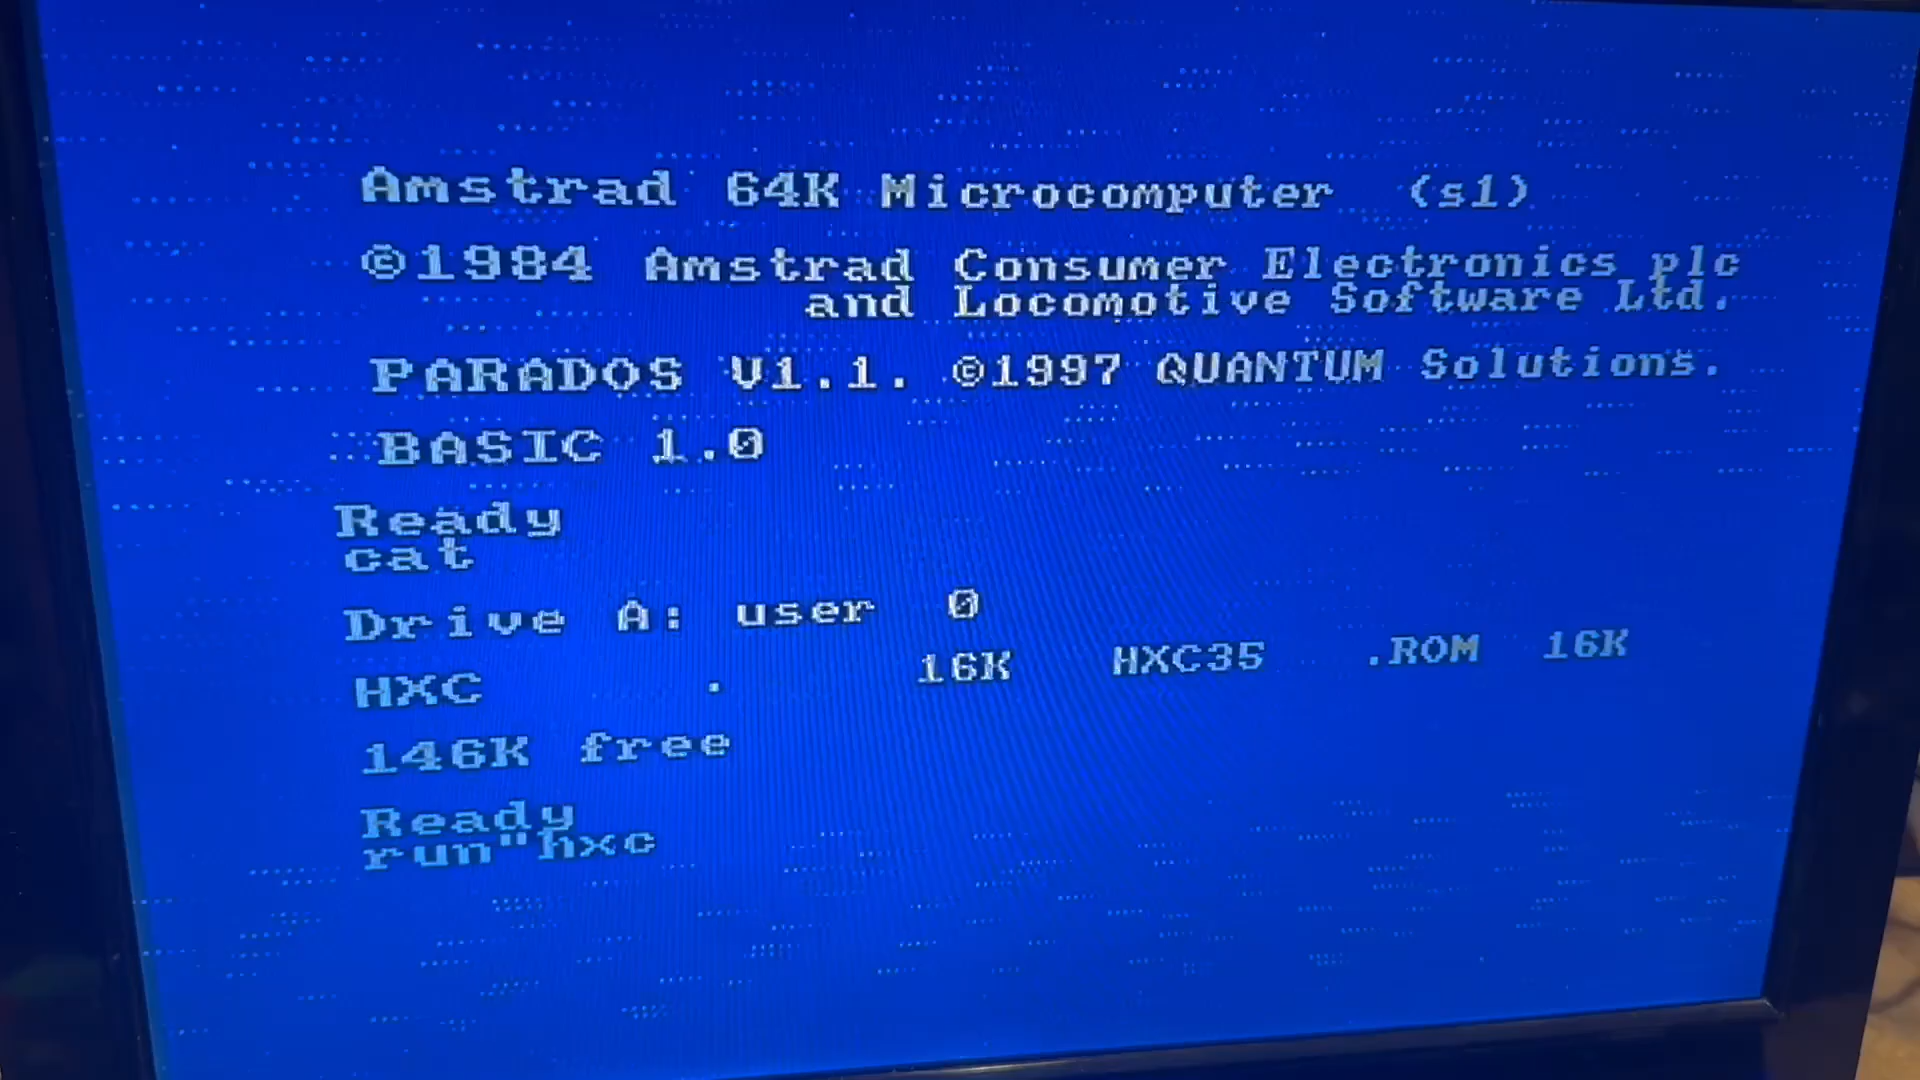 Amstrad 64K Microcomputer (s1)
©1984 Amstrad Consumer Electronics plc
and Locomotive Software Ltd.
PARADOS V1.1. ©1997 QUANTUM Solutions.
BASIC 1.0
Ready
cat
Drive A: user 0
HXC . 16K HXC35 .ROM 16K
146K free
Ready
run"hxc